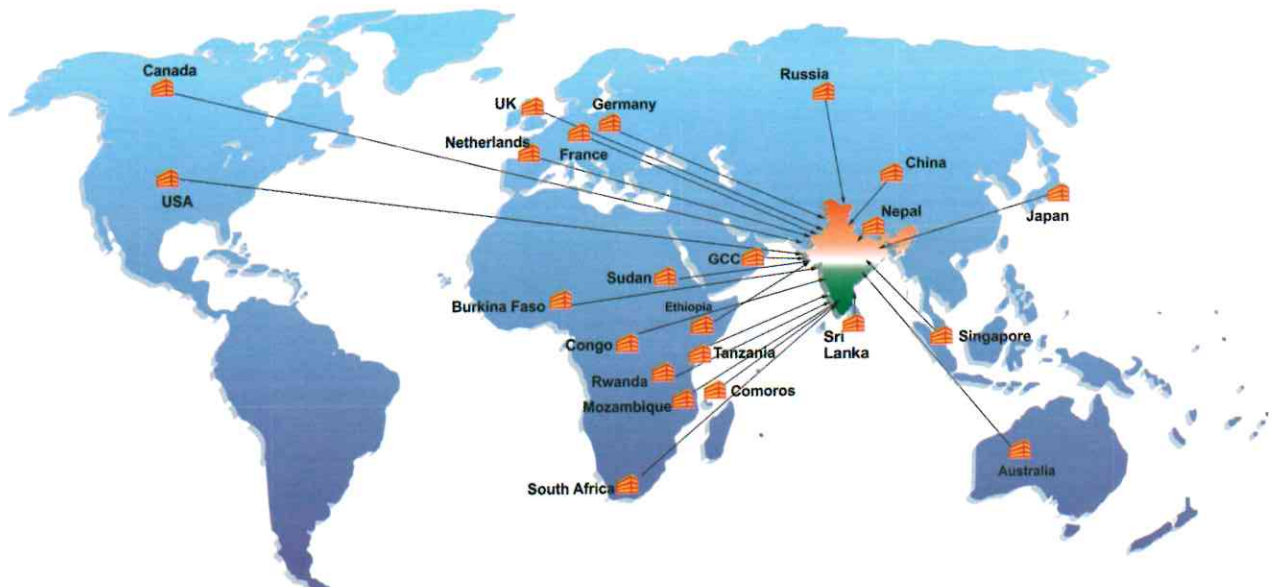 Canada
Russia
UK
Germany
Netherlands
France
China
USA
Nepal
Japan
GCC
Sudan
Burkina Faso
Ethiopia
Congo
Tanzania
Sri
Lanka
Singapore
Rwanda
Comoros
Mozambique
Australia
South Africa